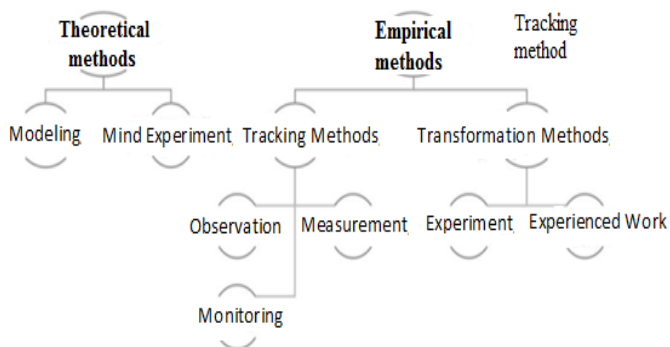 Theoretical
methods
Empirical
methods
Tracking
method
Modeling
Mind Experiment
Tracking Methods
Transformation Methods
Observation
Measurement
Experiment
Experienced Work
Monitoring